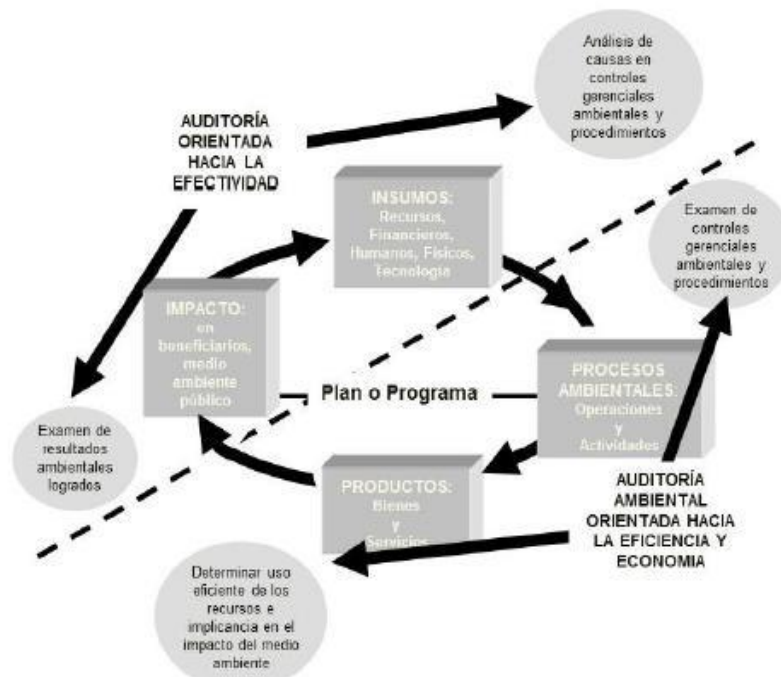 Análisis de
causas en
controles
gerenciales
ambientales y
procedimientos
AUDITORÍA
ORIENTADA
HACIA LA
EFECTIVIDAD
INSUMOS:
Recursos,
Financieros,
Humanos, Físicos,
Tecnología
Examen de
controles
gerenciales
ambientales y
procedimientos
IMPACTO:
en
beneficiarios,
medio
ambiente
público
Plan o Programa
PROCESOS
AMBIENTALES:
Operaciones
y
Actividades
Examen de
resultados
ambientales
logrados
PRODUCTOS:
Bienes
y
Servicios
AUDITORÍA
AMBIENTAL
ORIENTADA HACIA
LA EFICIENCIA Y
ECONOMIA
Determinar uso
eficiente de los
recursos e
implicancia en el
impacto del medio
ambiente